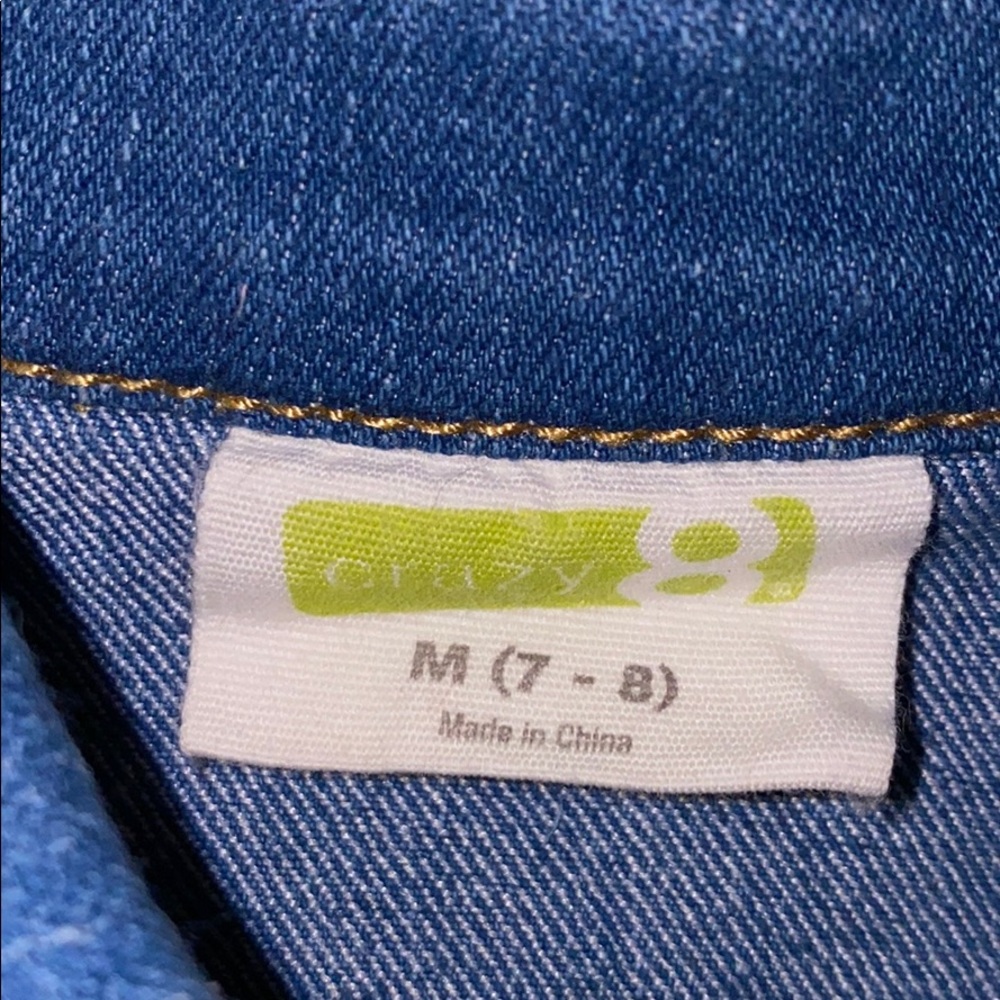 crazy 8
M (7 - 8)
Made in China